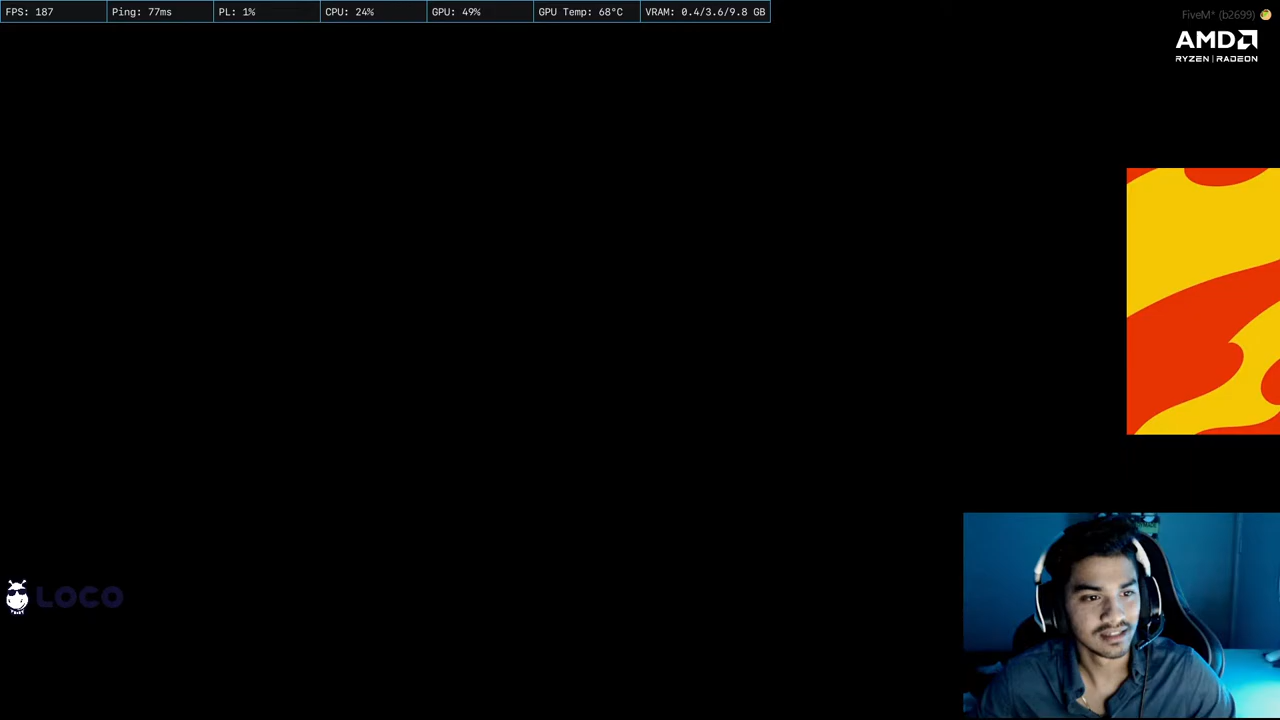 FPS: 187 Ping: 77ms PL: 1% CPU: 24% GPU: 49% GPU Temp: 68°C VRAM: 0.4/3.6/9.8 GB
FiveM* (b2699)
AMD
RYZEN | RADEON
LOCO